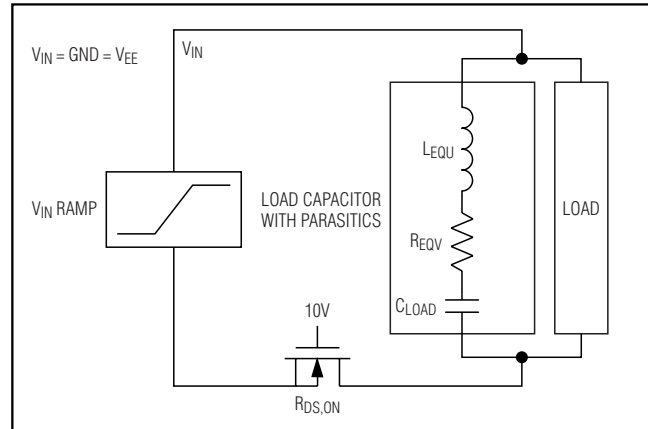 V_IN = GND = V_EE
V_IN
L_EQU
V_IN RAMP
LOAD CAPACITOR
WITH PARASITICS
LOAD
R_EQV
C_LOAD
10V
R_DS,ON